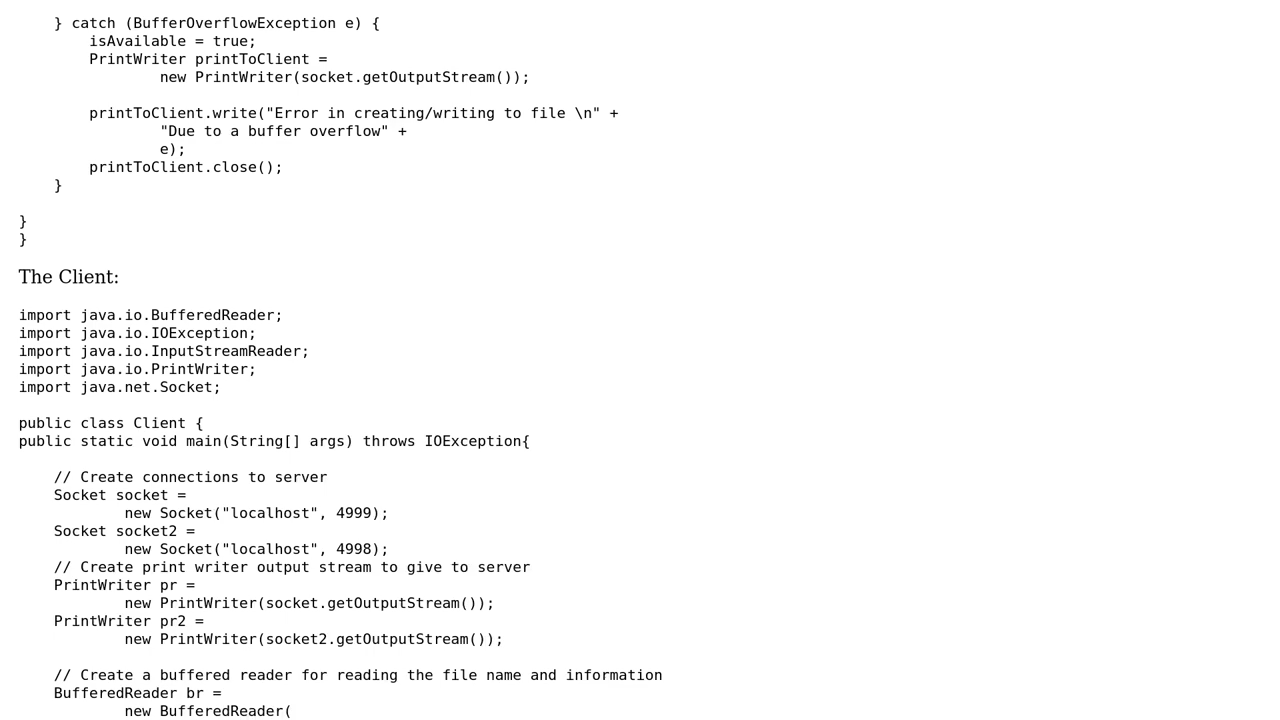 } catch (BufferOverflowException e) {
        isAvailable = true;
        PrintWriter printToClient =
                new PrintWriter(socket.getOutputStream());

        printToClient.write("Error in creating/writing to file \n" +
                "Due to a buffer overflow" +
                e);
        printToClient.close();
    }

}
}
The Client:
import java.io.BufferedReader;
import java.io.IOException;
import java.io.InputStreamReader;
import java.io.PrintWriter;
import java.net.Socket;

public class Client {
public static void main(String[] args) throws IOException{

    // Create connections to server
    Socket socket =
            new Socket("localhost", 4999);
    Socket socket2 =
            new Socket("localhost", 4998);
    // Create print writer output stream to give to server
    PrintWriter pr =
            new PrintWriter(socket.getOutputStream());
    PrintWriter pr2 =
            new PrintWriter(socket2.getOutputStream());

    // Create a buffered reader for reading the file name and information
    BufferedReader br =
            new BufferedReader(